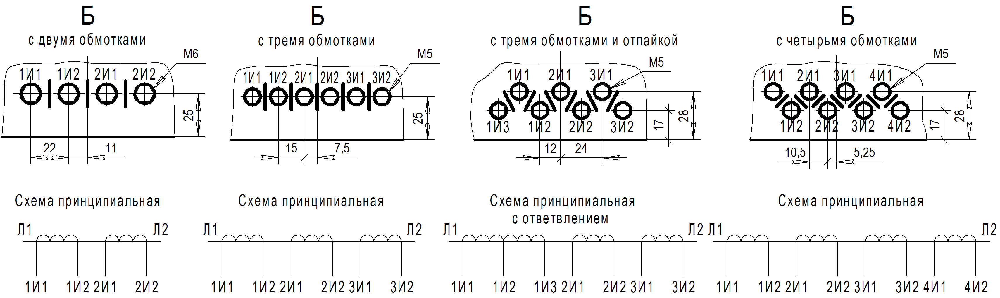 Б Б Б Б
с двумя обмотками с тремя обмотками с тремя обмотками и отпайкой с четырьмя обмотками
М6 М5 М5 М5
1И1 1И2 2И1 2И2
25
22 11
1И1 1И2 2И1 2И2 3И1 3И2
25
15 7,5
1И1 2И1 3И1
1И3 1И2 2И2 3И2
17 28
12 24
1И1 2И1 3И1 4И1
1И2 2И2 3И2 4И2
17 28
10,5 5,25
Схема принципиальная
Л1 Л2
1И1 1И2 2И1 2И2
Схема принципиальная
Л1 Л2
1И1 1И2 2И1 2И2 3И1 3И2
Схема принципиальная
с ответвлением
Л1 Л2
1И1 1И2 1И3 2И1 2И2 3И1 3И2
Схема принципиальная
Л1 Л2
1И1 1И2 2И1 2И2 3И1 3И2 4И1 4И2